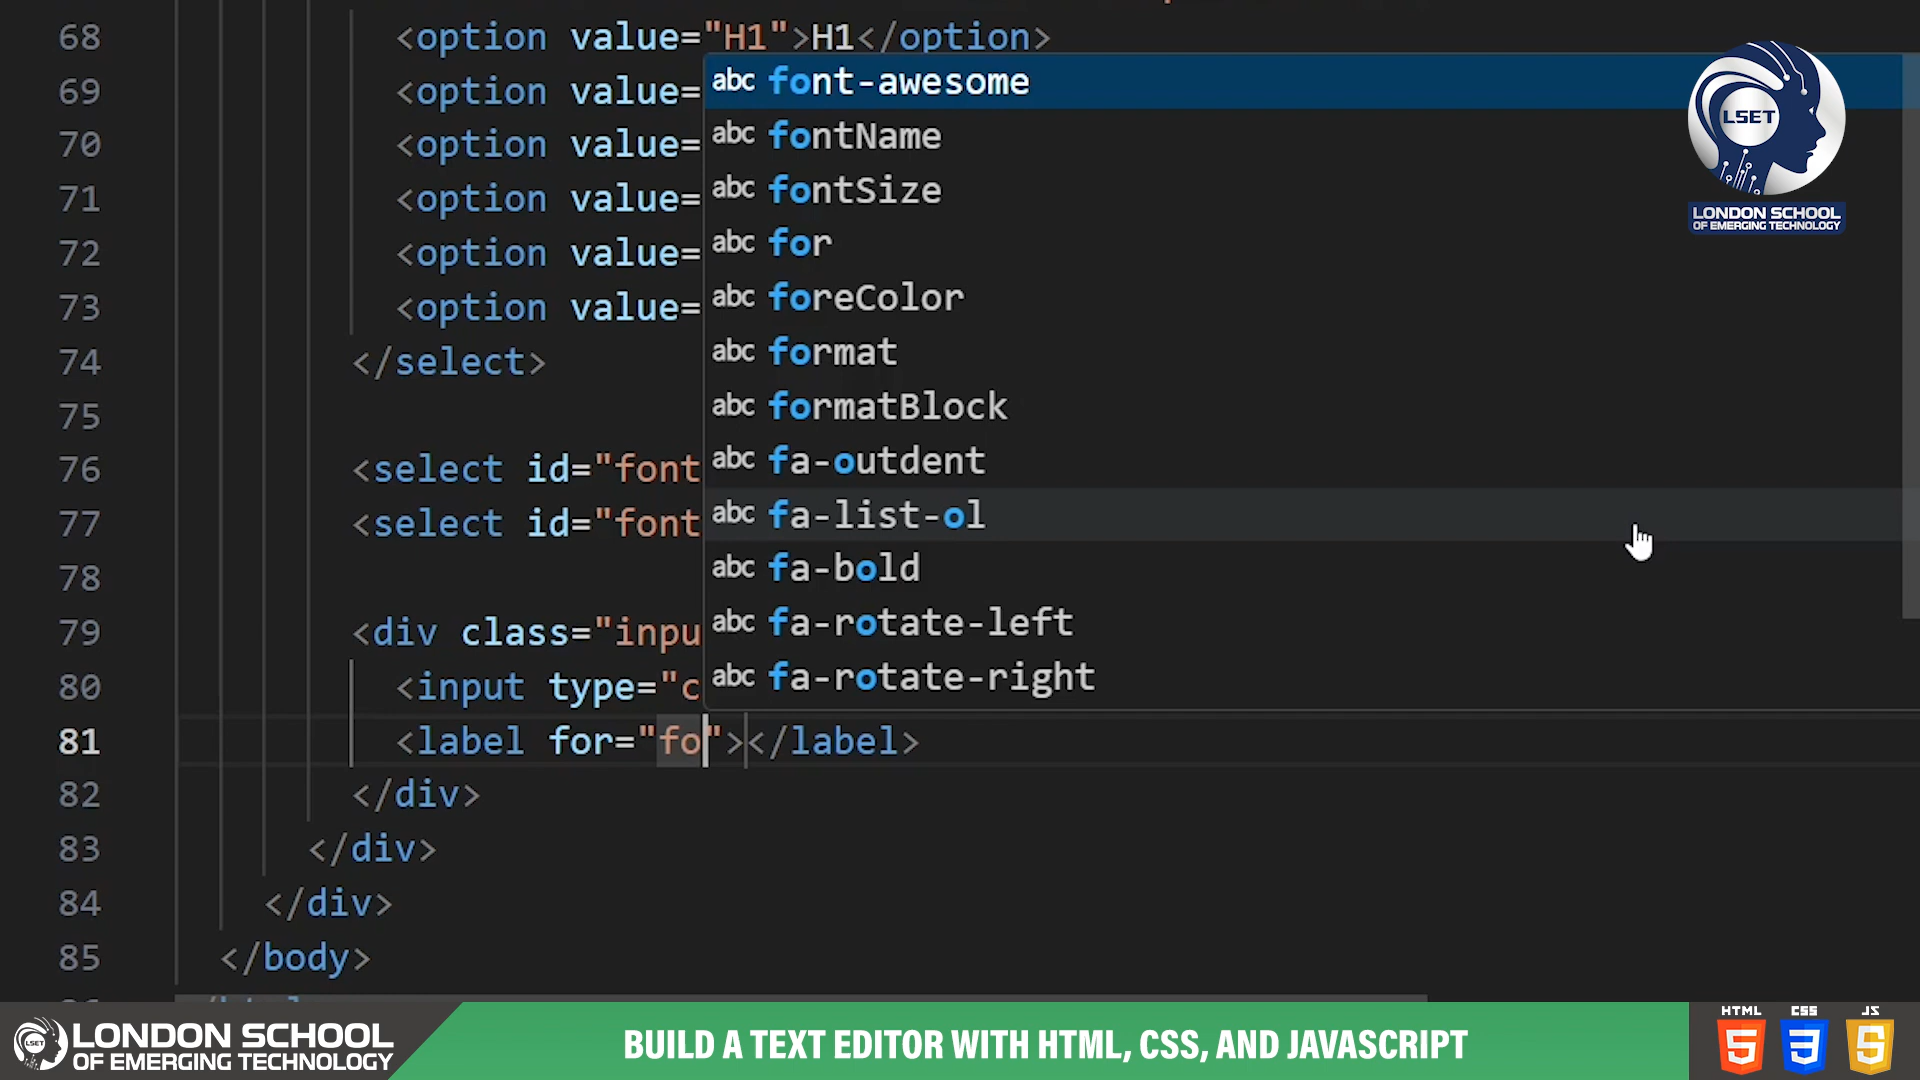 68 <option value="H1">H1</option>
69 <option value=
70 <option value=
71 <option value=
72 <option value=
73 <option value=
74 </select>
75
76 <select id="font
77 <select id="font
78
79 <div class="inpu
80 <input type="c
81 <label for="fo"></label>
82 </div>
83 </div>
84 </div>
85 </body>
abc font-awesome
abc fontName
abc fontSize
abc for
abc foreColor
abc format
abc formatBlock
abc fa-outdent
abc fa-list-ol
abc fa-bold
abc fa-rotate-left
abc fa-rotate-right
LSET
LONDON SCHOOL
OF EMERGING TECHNOLOGY
LSET
LONDON SCHOOL
OF EMERGING TECHNOLOGY
BUILD A TEXT EDITOR WITH HTML, CSS, AND JAVASCRIPT
HTML CSS JS
5 3 S